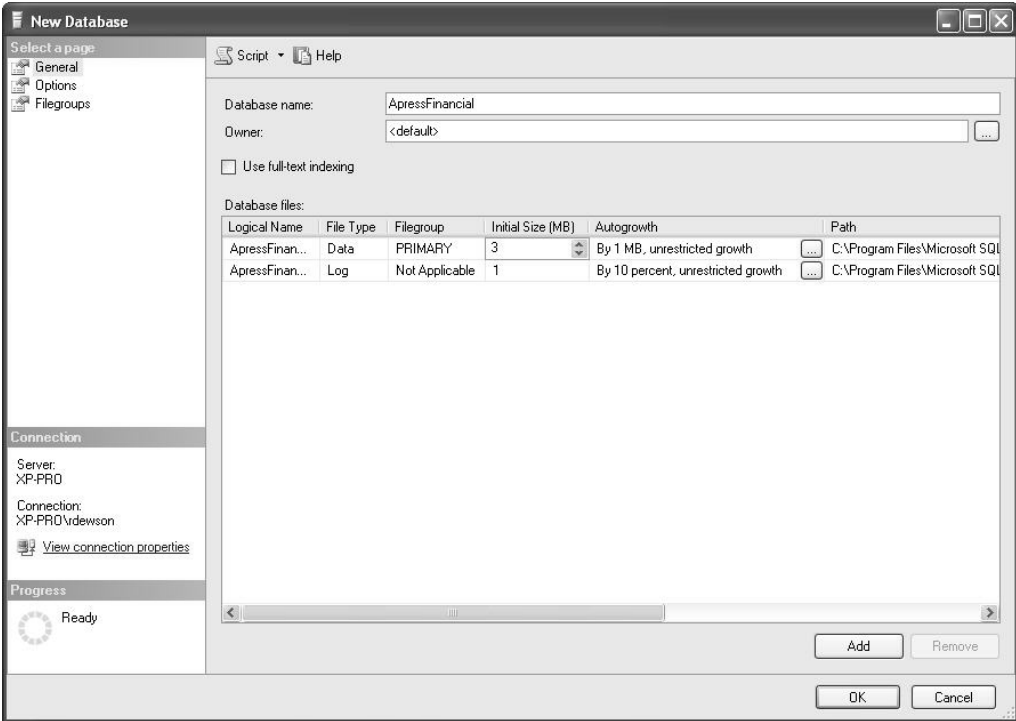 New Database
Select a page
General
Options
Filegroups
Script
Help
Database name:
ApressFinancial
Owner:
<default>
...
Use full-text indexing
Database files:
Logical Name File Type Filegroup Initial Size (MB) Autogrowth Path
ApressFinan... Data PRIMARY 3 By 1 MB, unrestricted growth ... C:\Program Files\Microsoft SQL
ApressFinan... Log Not Applicable 1 By 10 percent, unrestricted growth ... C:\Program Files\Microsoft SQL
Connection
Server:
XP-PRO
Connection:
XP-PRO\rdewson
View connection properties
Progress
Ready
Add
Remove
OK
Cancel